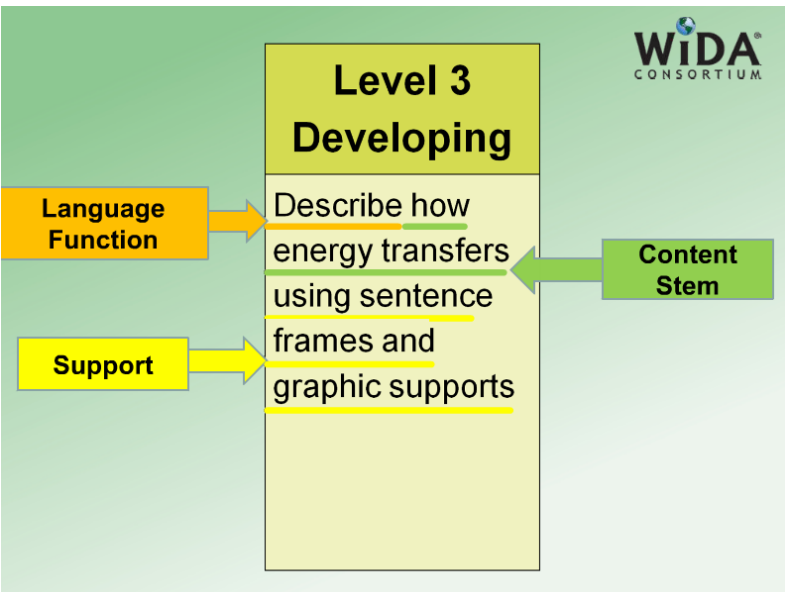 WiDA®
CONSORTIUM
Level 3
Developing
Language
Function
Describe how
energy transfers
using sentence
frames and
graphic supports
Content
Stem
Support